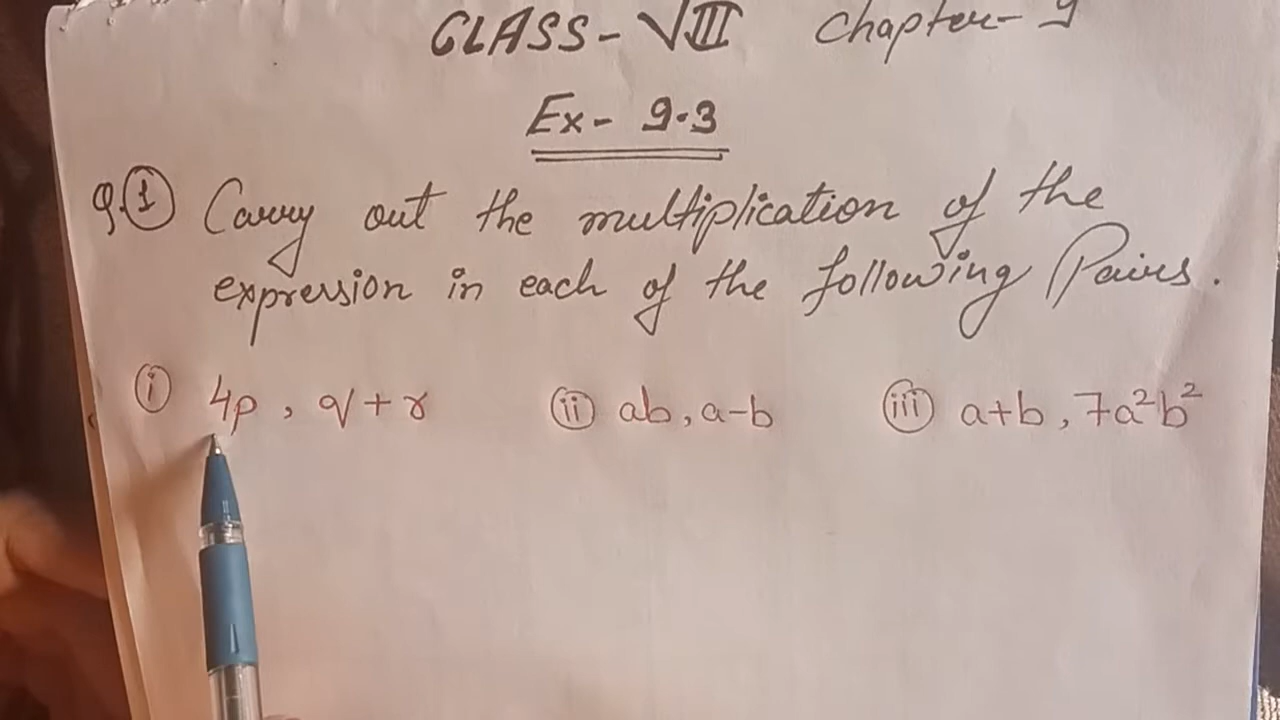 CLASS- VIII Chapter- 9
Ex- 9.3
Q.① Carry out the multiplication of the
expression in each of the following Pairs.
ⓘ 4p , q+r ⓘⓘ ab, a-b ⓘⓘⓘ a+b , 7a²b²